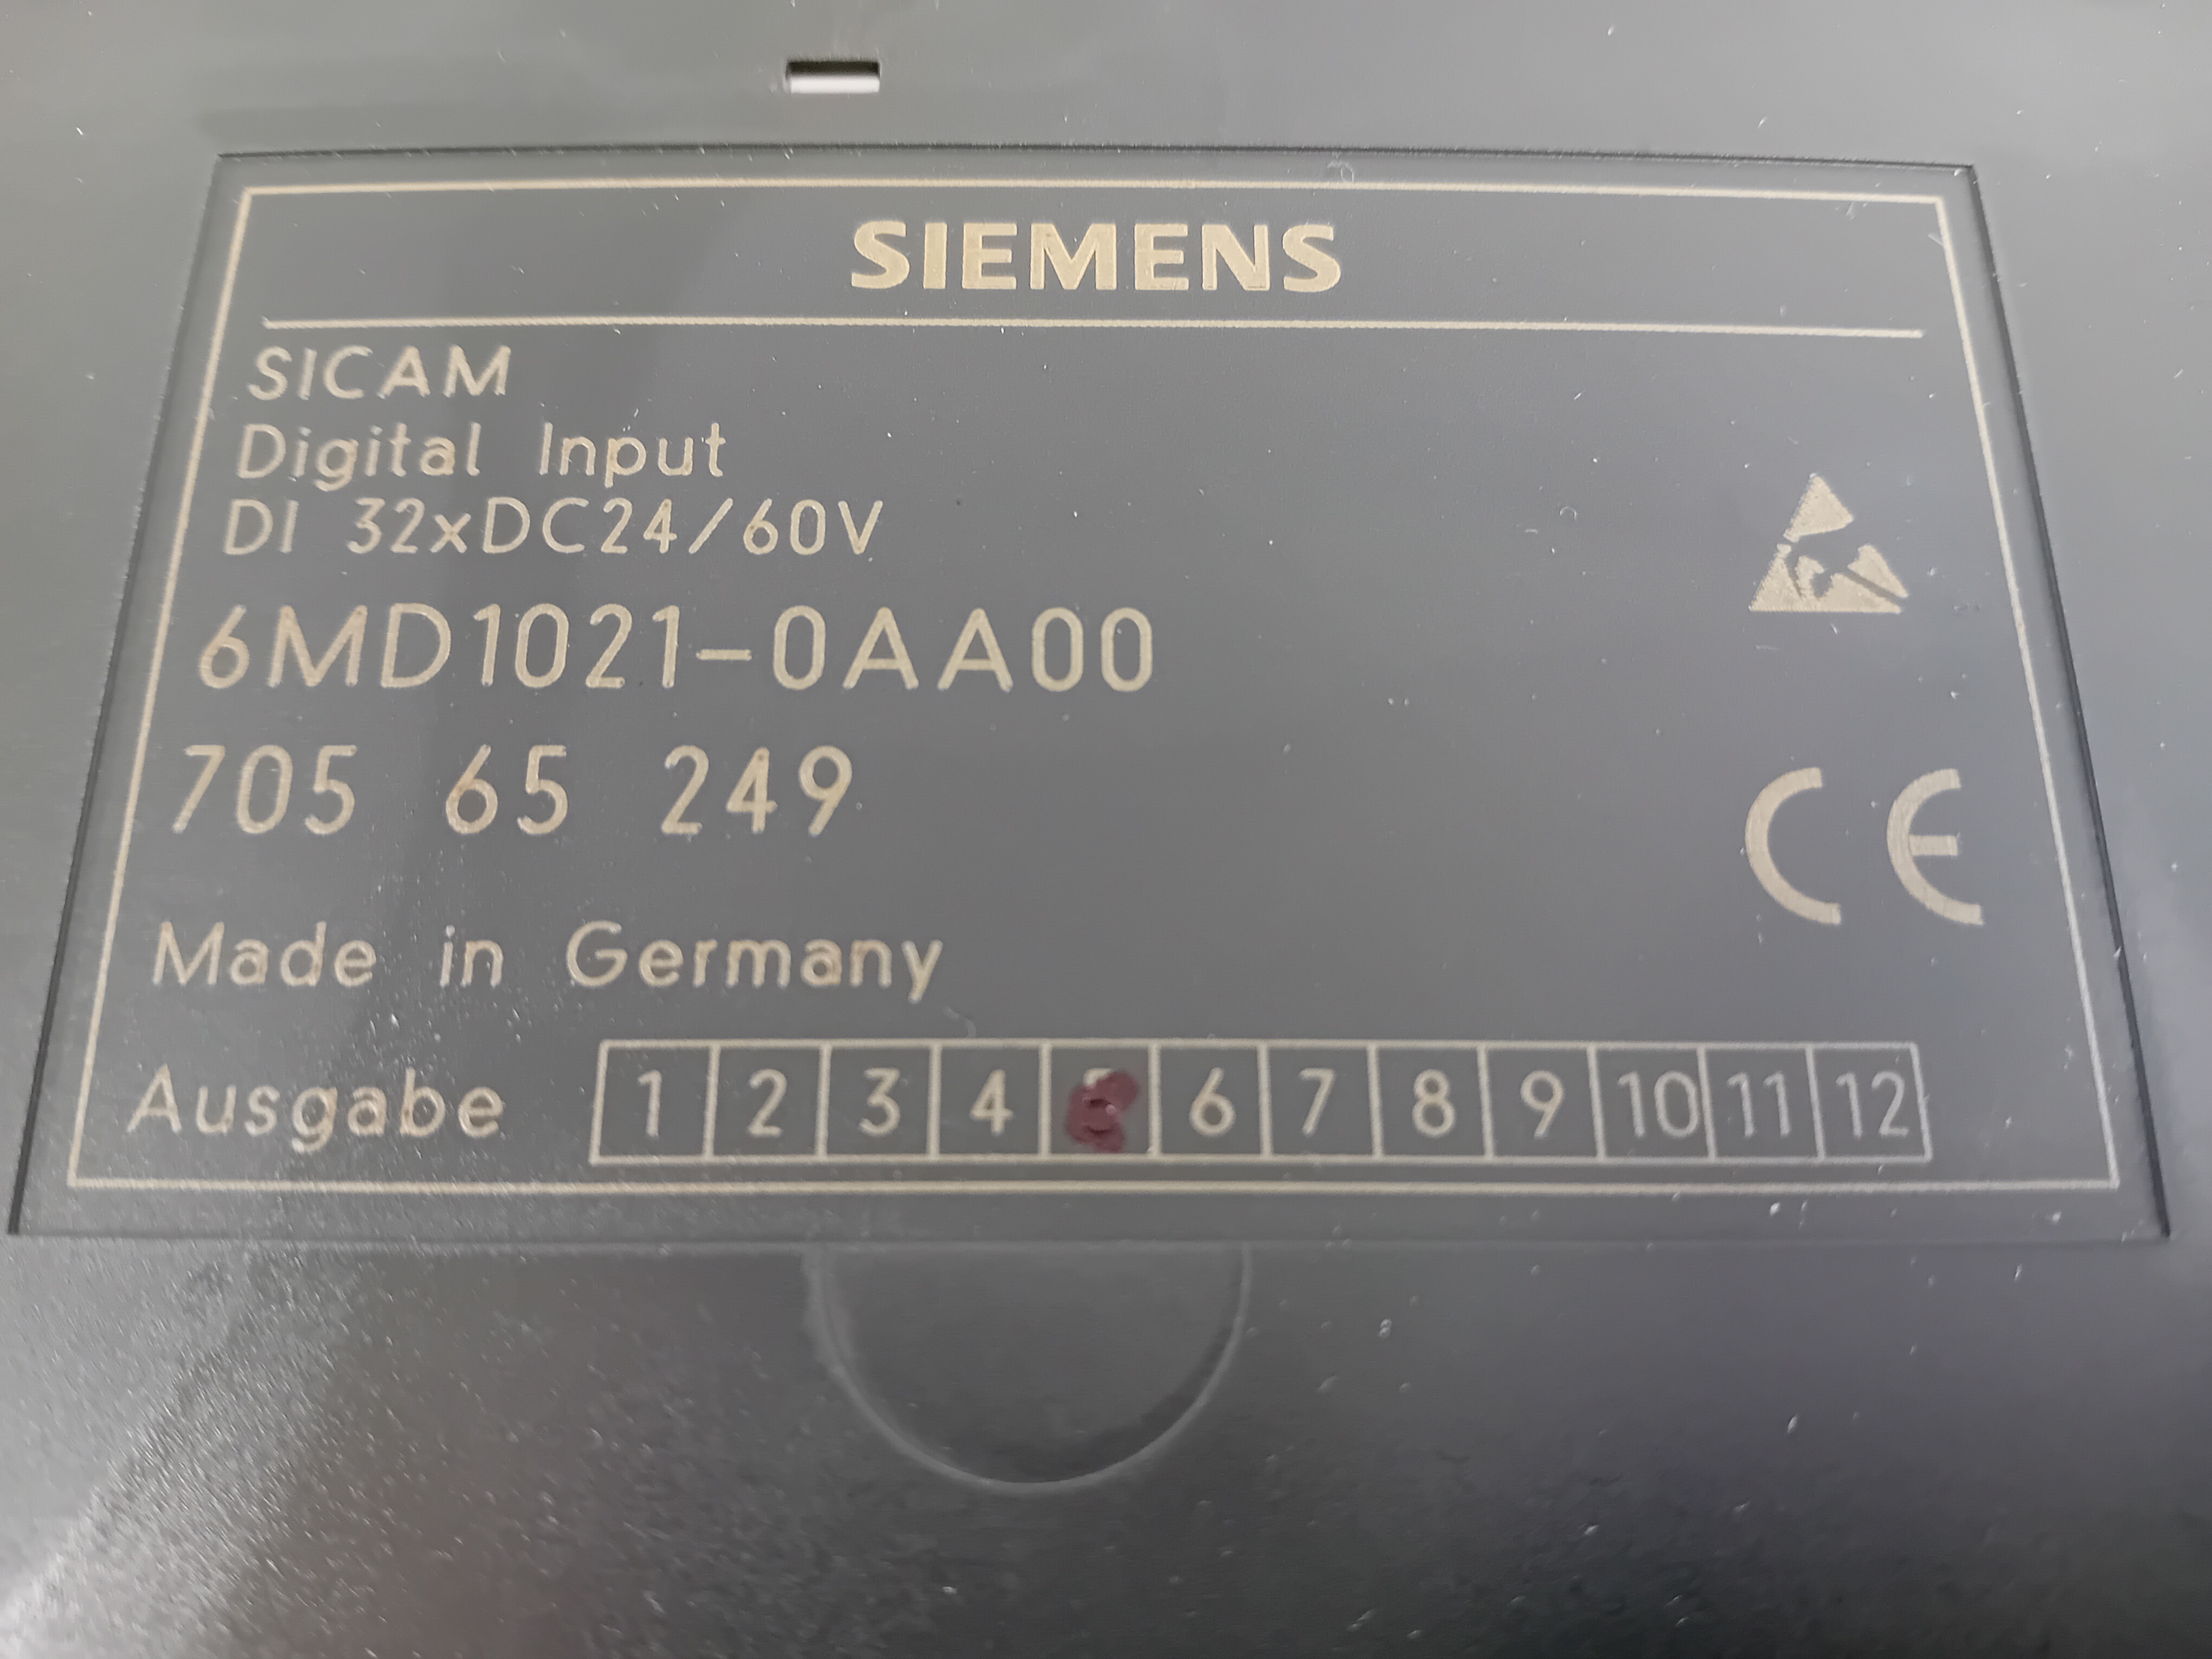 SIEMENS
SICAM
Digital Input
DI 32xDC24/60V
6MD1021-0AA00
705 65 249
CE
Made in Germany
Ausgabe 1 2 3 4 5 6 7 8 9 10 11 12